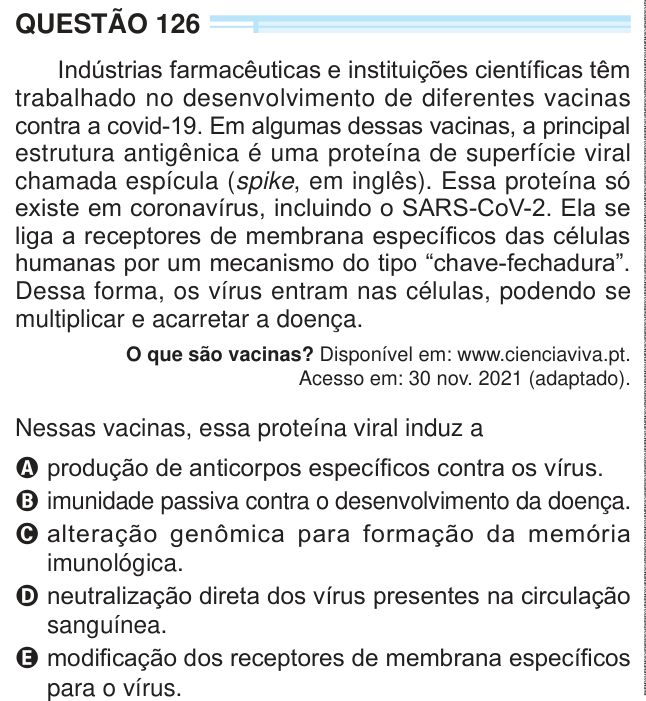 QUESTÃO 126
Indústrias farmacêuticas e instituições científicas têm
trabalhado no desenvolvimento de diferentes vacinas
contra a covid-19. Em algumas dessas vacinas, a principal
estrutura antigênica é uma proteína de superfície viral
chamada espícula (spike, em inglês). Essa proteína só
existe em coronavírus, incluindo o SARS-CoV-2. Ela se
liga a receptores de membrana específicos das células
humanas por um mecanismo do tipo “chave-fechadura”.
Dessa forma, os vírus entram nas células, podendo se
multiplicar e acarretar a doença.
O que são vacinas? Disponível em: www.cienciaviva.pt.
Acesso em: 30 nov. 2021 (adaptado).
Nessas vacinas, essa proteína viral induz a
A produção de anticorpos específicos contra os vírus.
B imunidade passiva contra o desenvolvimento da doença.
C alteração genômica para formação da memória
imunológica.
D neutralização direta dos vírus presentes na circulação
sanguínea.
E modificação dos receptores de membrana específicos
para o vírus.